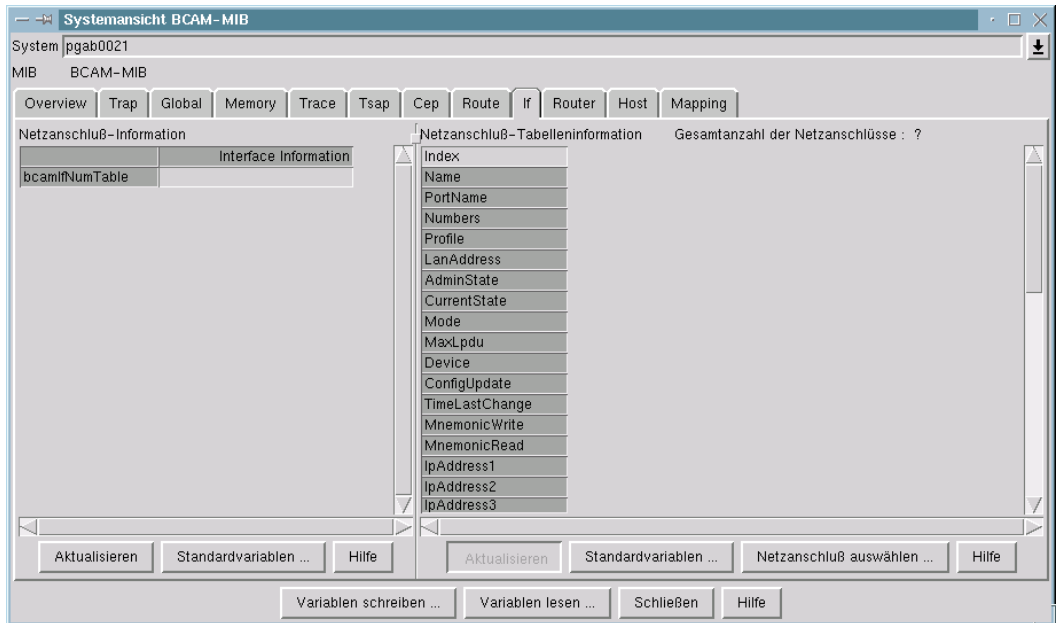 Systemansicht BCAM-MIB
System pgab0021
MIB BCAM-MIB
Overview Trap Global Memory Trace Tsap Cep Route If Router Host Mapping
Netzanschluß-Information
Interface Information
bcamIfNumTable
Netzanschluß-Tabelleninformation Gesamtanzahl der Netzanschlüsse : ?
Index
Name
PortName
Numbers
Profile
LanAddress
AdminState
CurrentState
Mode
MaxLpdu
Device
ConfigUpdate
TimeLastChange
MnemonicWrite
MnemonicRead
IpAddress1
IpAddress2
IpAddress3
Aktualisieren Standardvariablen ... Hilfe
Aktualisieren Standardvariablen ... Netzanschluß auswählen ... Hilfe
Variablen schreiben ... Variablen lesen ... Schließen Hilfe